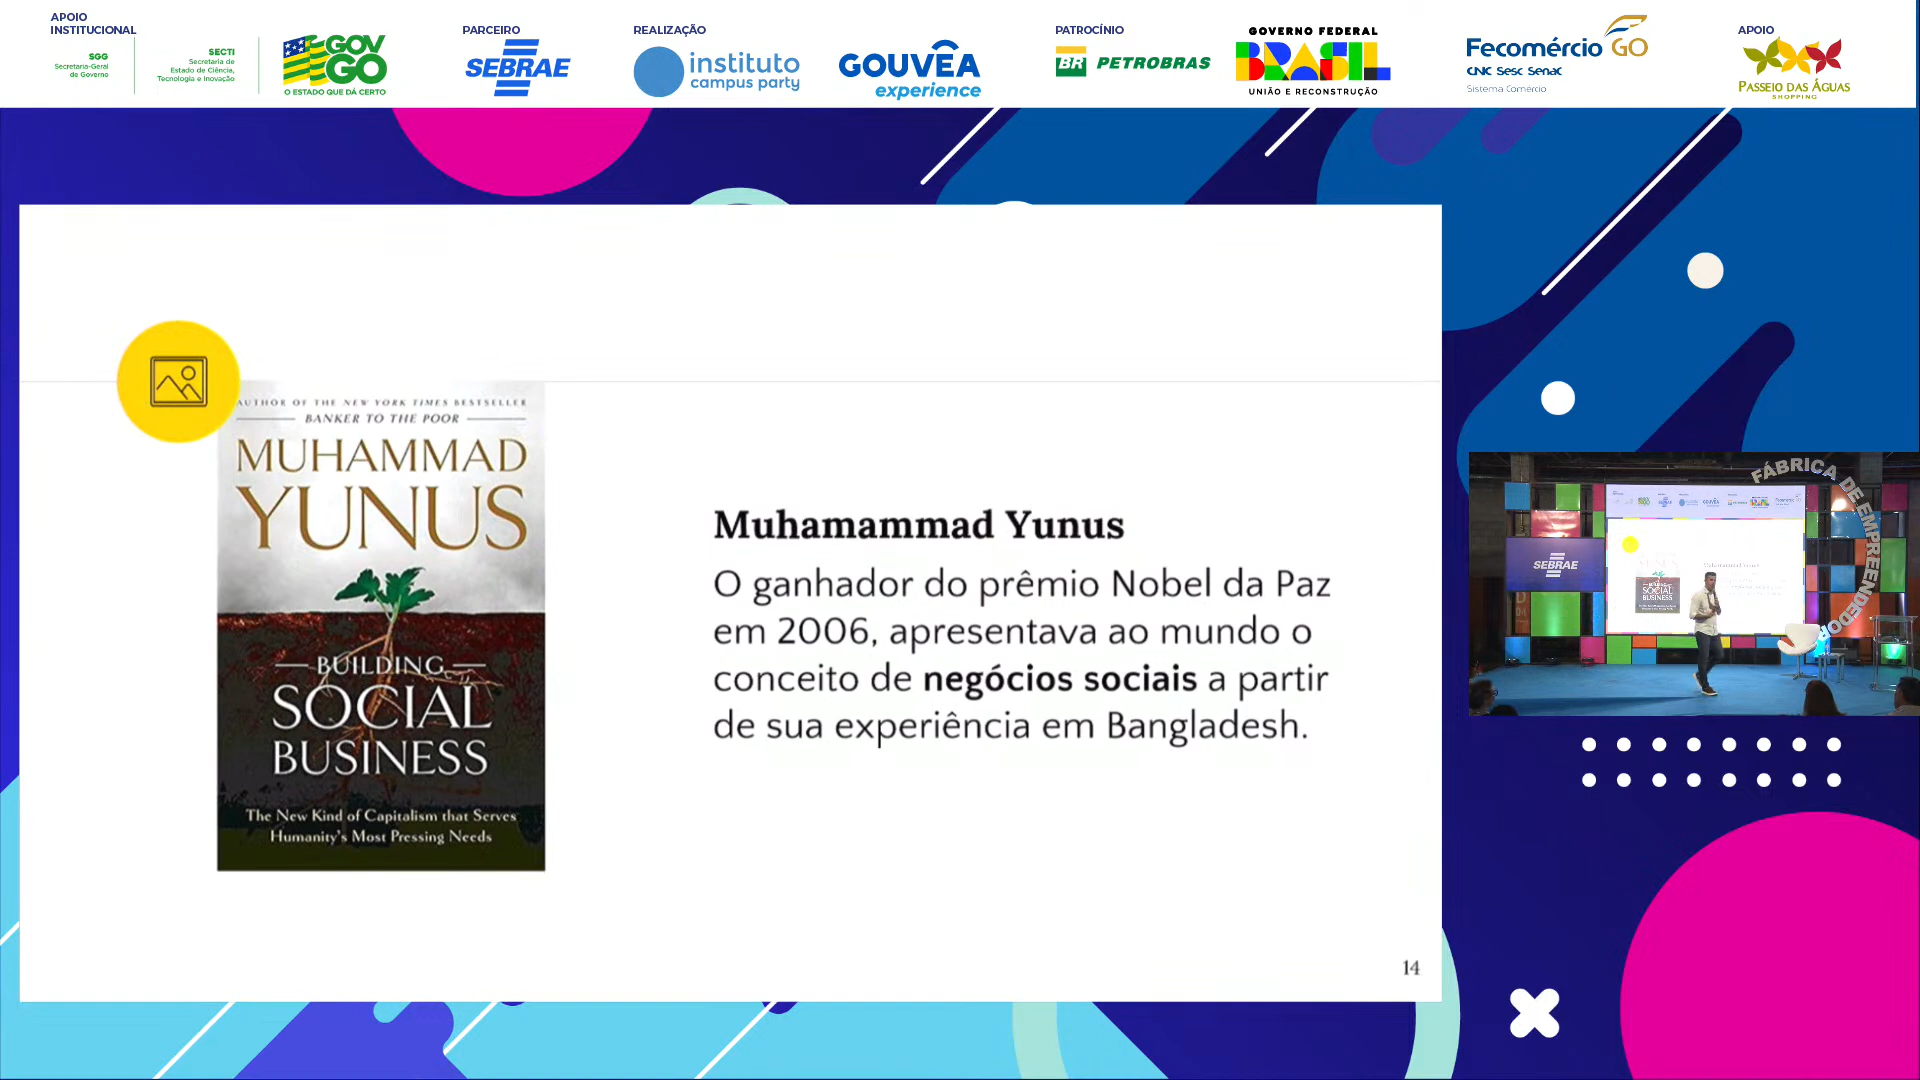 APOIO
INSTITUCIONAL
SGG
Secretaria-Geral
de Governo
SECTI
Secretaria de
Estado de Ciência,
Tecnologia e Inovação
GOV
GO
O ESTADO QUE DÁ CERTO
PARCEIRO
SEBRAE
REALIZAÇÃO
instituto
campus party
GOUVÊA
experience
PATROCÍNIO
BR PETROBRAS
GOVERNO FEDERAL
BRASIL
UNIÃO E RECONSTRUÇÃO
Fecomércio GO
CNC Sesc Senac
Sistema Comércio
APOIO
PASSEIO DAS ÁGUAS
SHOPPING
AUTHOR OF THE NEW YORK TIMES BESTSELLER
BANKER TO THE POOR
MUHAMMAD
YUNUS
BUILDING
SOCIAL
BUSINESS
The New Kind of Capitalism that Serves
Humanity's Most Pressing Needs
Muhamammad Yunus
O ganhador do prêmio Nobel da Paz
em 2006, apresentava ao mundo o
conceito de negócios sociais a partir
de sua experiência em Bangladesh.
14
FÁBRICA DE EMPREENDEDOR
SEBRAE
Muhamammad Yunus
BUILDING
SOCIAL
BUSINESS